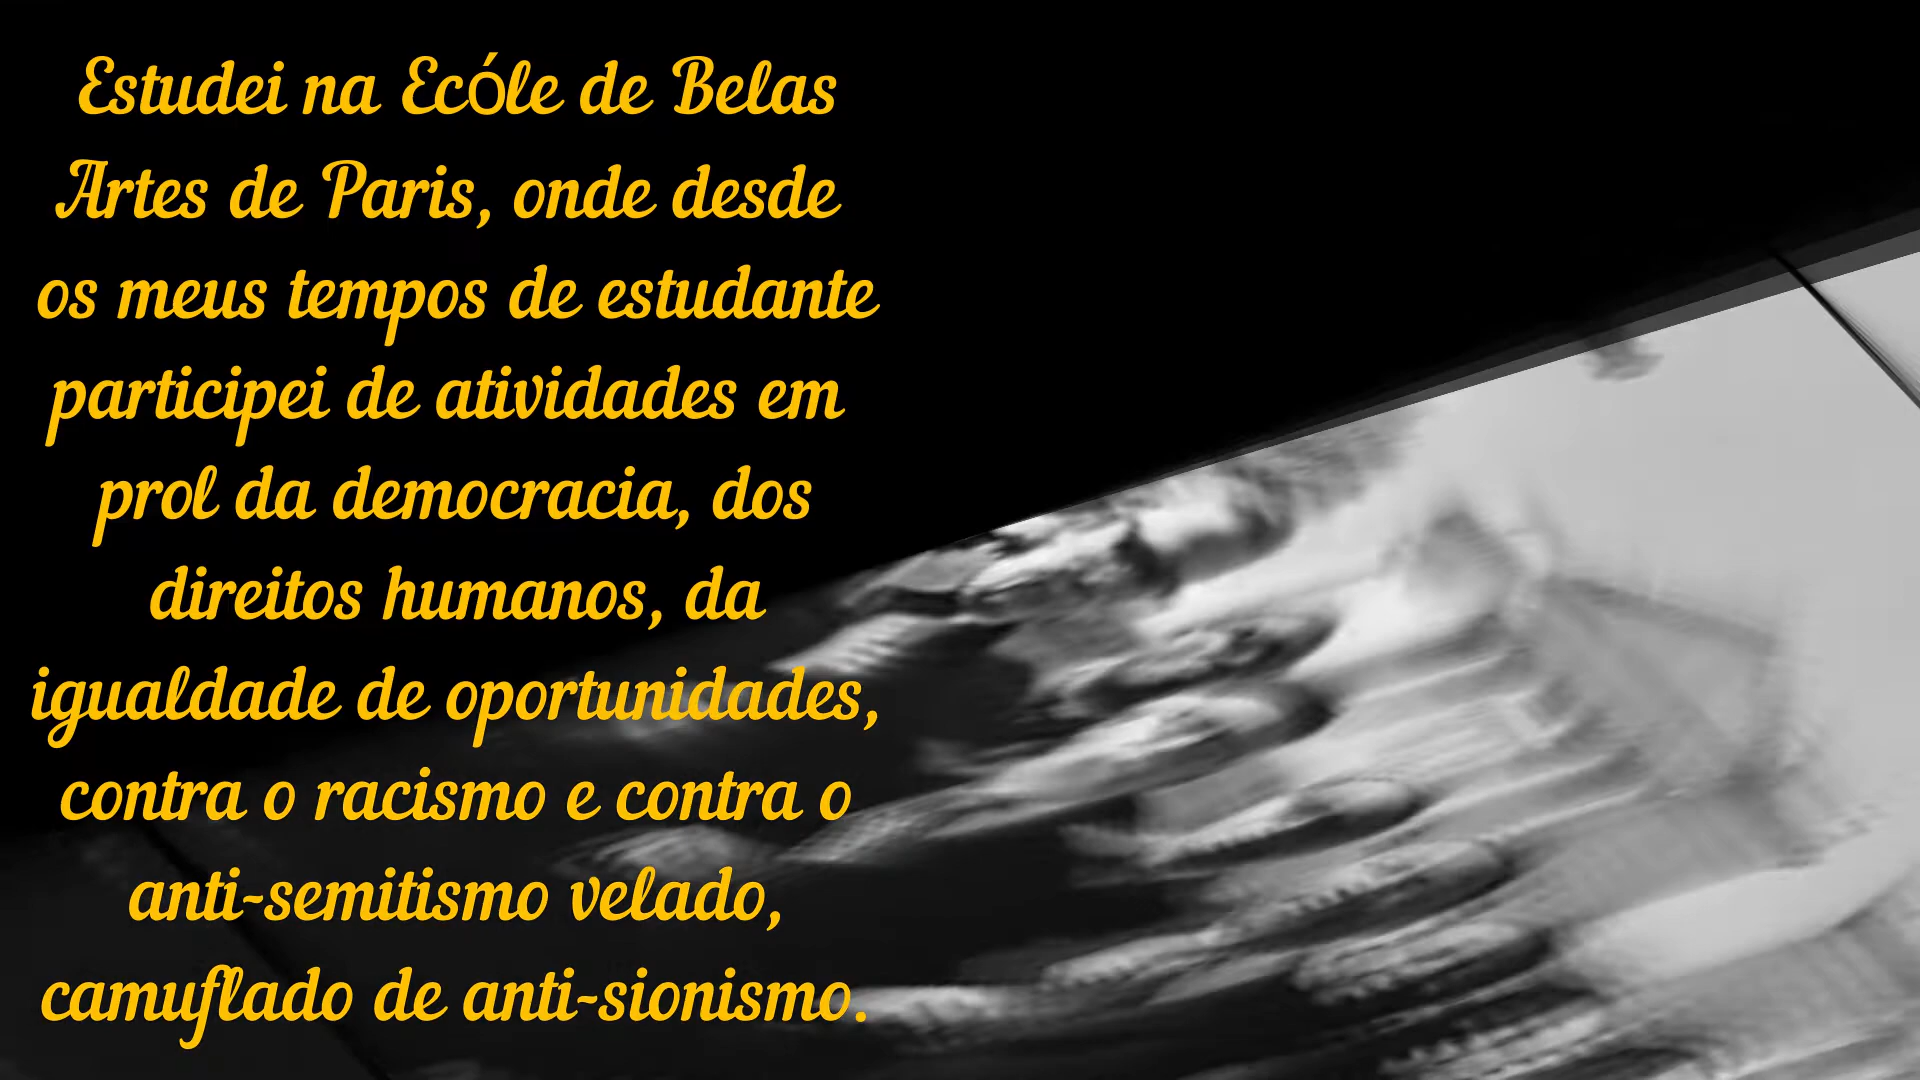 Estudei na Ecóle de Belas
Artes de Paris, onde desde
os meus tempos de estudante
participei de atividades em
prol da democracia, dos
direitos humanos, da
igualdade de oportunidades,
contra o racismo e contra o
anti-semitismo velado,
camuflado de anti-sionismo.